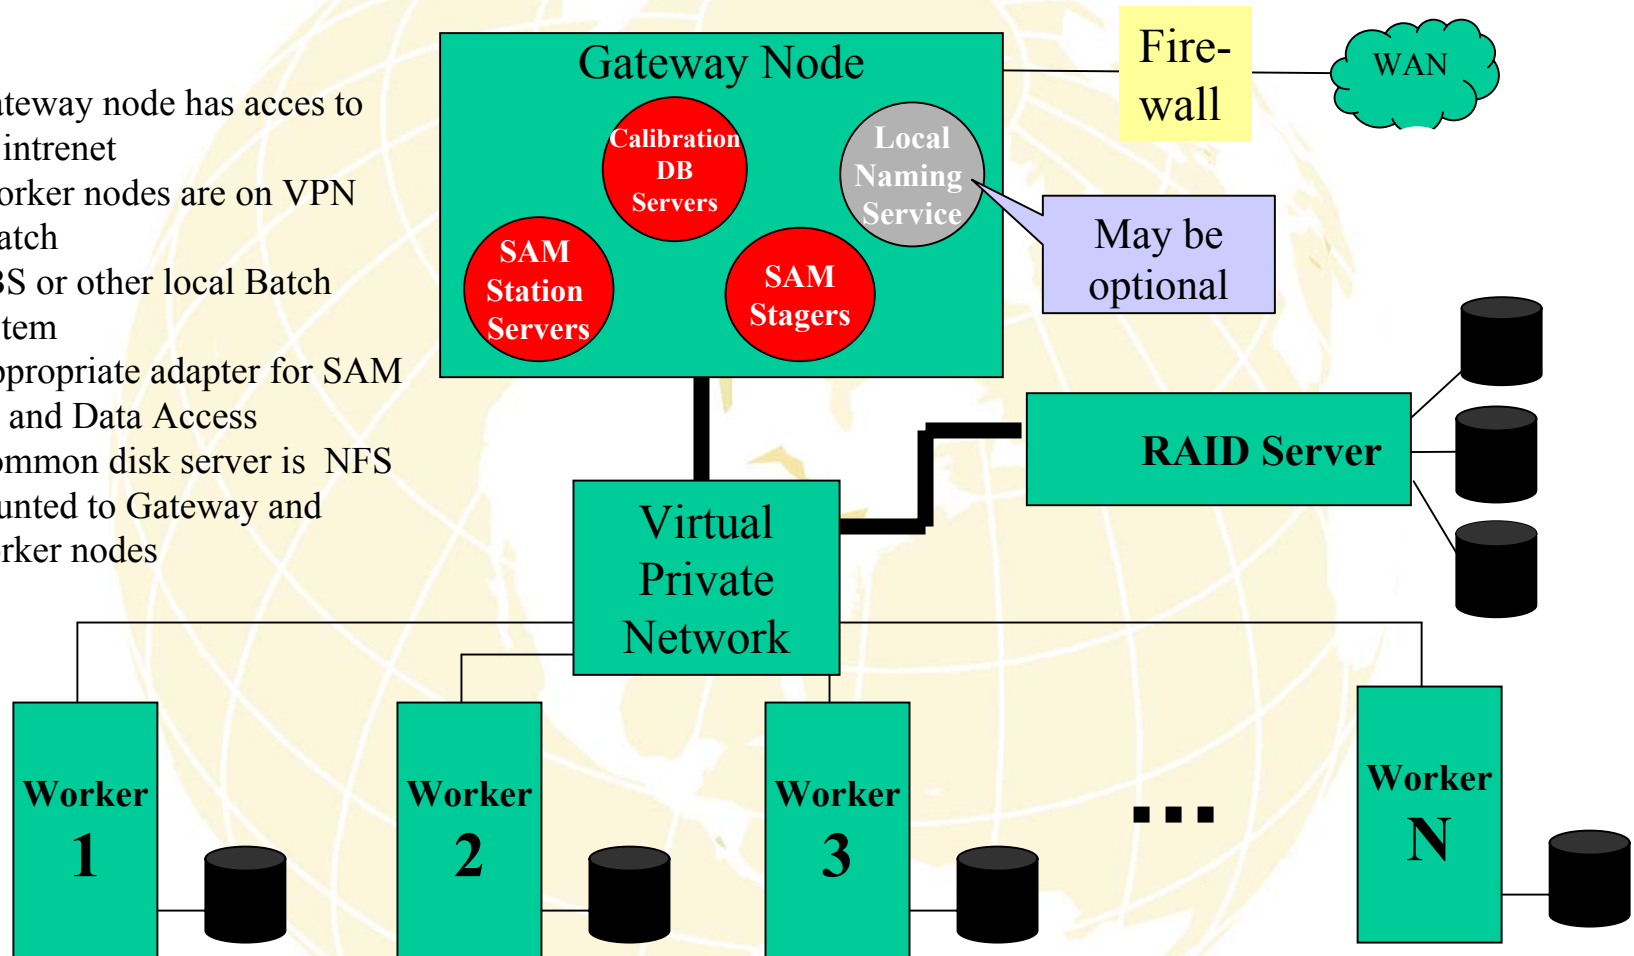 ateway node has acces to
intrenet
orker nodes are on VPN
atch
BS or other local Batch
tem
ppropriate adapter for SAM
and Data Access
ommon disk server is NFS
unted to Gateway and
rker nodes
Gateway Node
Calibration
DB
Servers
Local
Naming
Service
SAM
Station
Servers
SAM
Stagers
Fire-
wall
WAN
May be
optional
RAID Server
Virtual
Private
Network
Worker
1
Worker
2
Worker
3
...
Worker
N